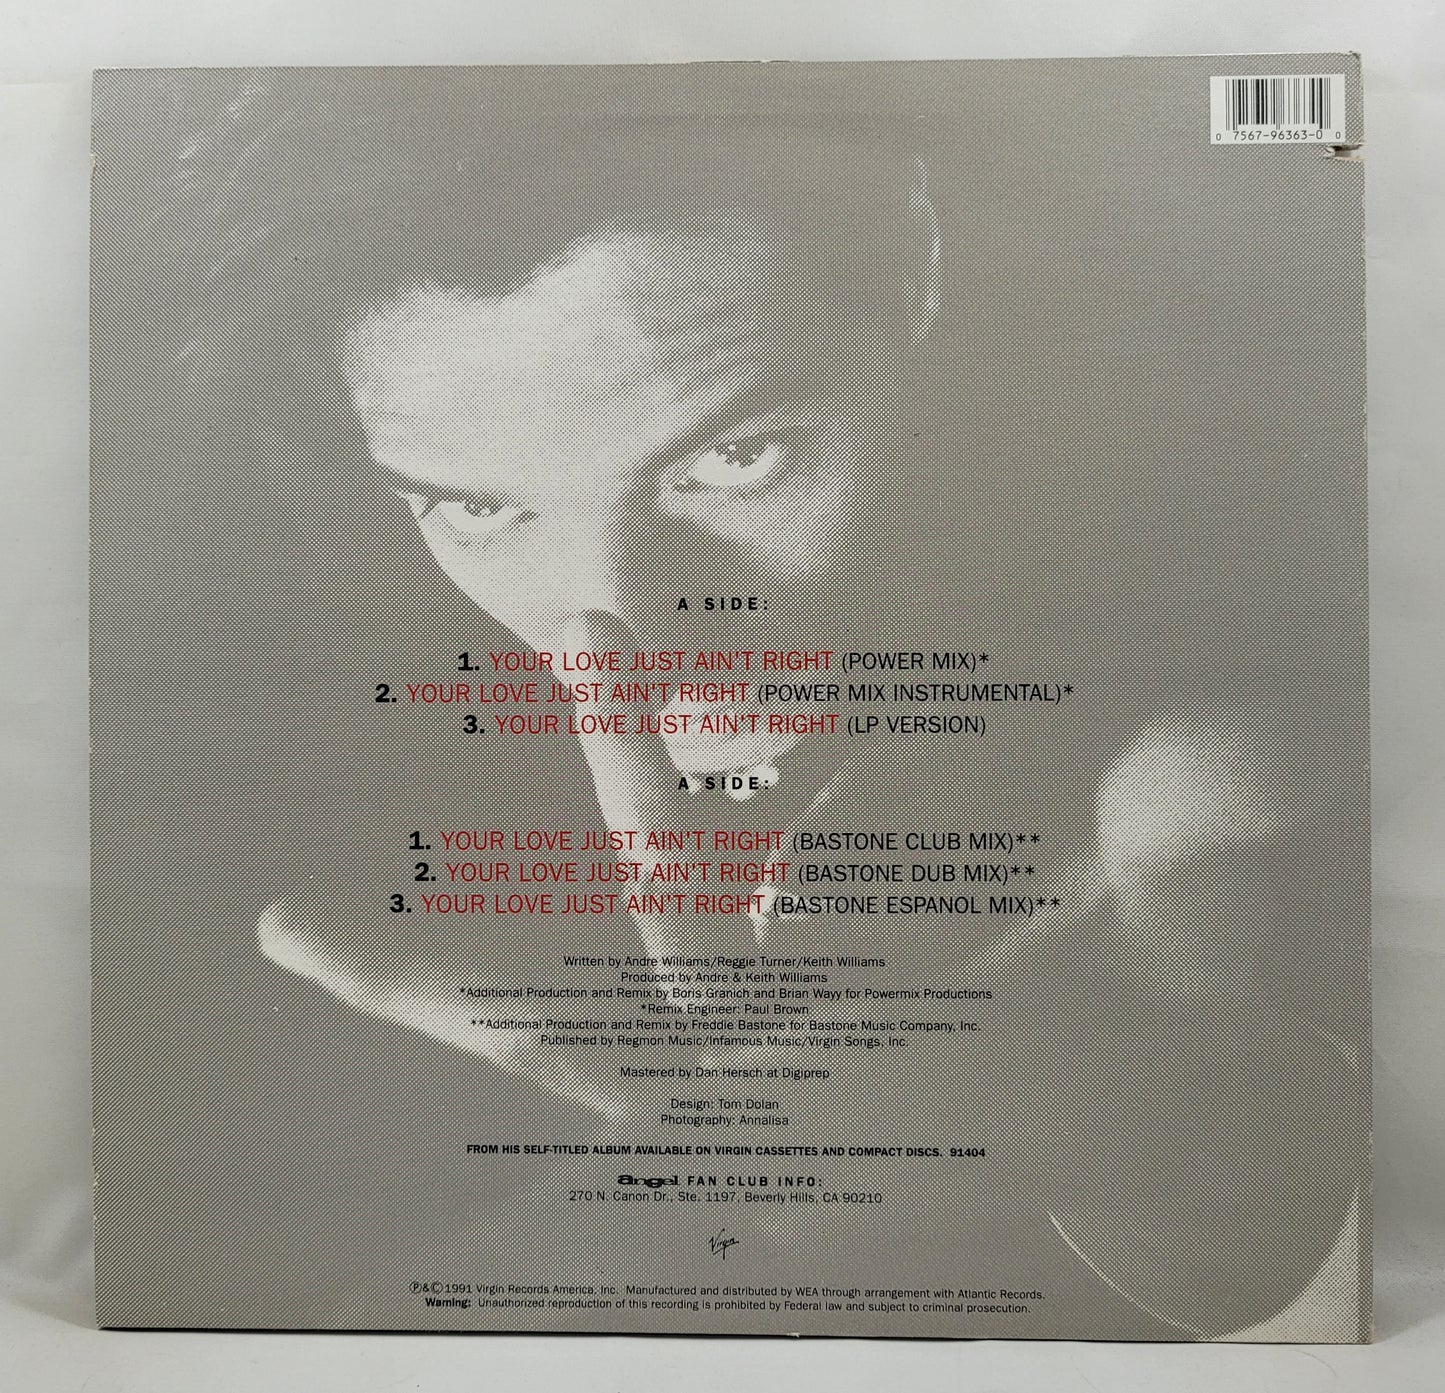 0 7567-96363-0 0
A SIDE:
1. YOUR LOVE JUST AIN'T RIGHT (POWER MIX)*
2. YOUR LOVE JUST AIN'T RIGHT (POWER MIX INSTRUMENTAL)*
3. YOUR LOVE JUST AIN'T RIGHT (LP VERSION)
A SIDE:
1. YOUR LOVE JUST AIN'T RIGHT (BASTONE CLUB MIX)**
2. YOUR LOVE JUST AIN'T RIGHT (BASTONE DUB MIX)**
3. YOUR LOVE JUST AIN'T RIGHT (BASTONE ESPANOL MIX)**
Written by Andre Williams/Reggie Turner/Keith Williams
Produced by Andre & Keith Williams
*Additional Production and Remix by Boris Granich and Brian Wayy for Powermix Productions
*Remix Engineer: Paul Brown
**Additional Production and Remix by Freddie Bastone for Bastone Music Company, Inc.
Published by Regmon Music/Infamous Music/Virgin Songs, Inc.
Mastered by Dan Hersch at Digiprep
Design: Tom Dolan
Photography: Annalisa
FROM HIS SELF-TITLED ALBUM AVAILABLE ON VIRGIN CASSETTES AND COMPACT DISCS. 91404
angel FAN CLUB INFO:
270 N. Canon Dr., Ste. 1197, Beverly Hills, CA 90210
Virgin
℗&©1991 Virgin Records America, Inc. Manufactured and distributed by WEA through arrangement with Atlantic Records.
Warning: Unauthorized reproduction of this recording is prohibited by Federal law and subject to criminal prosecution.